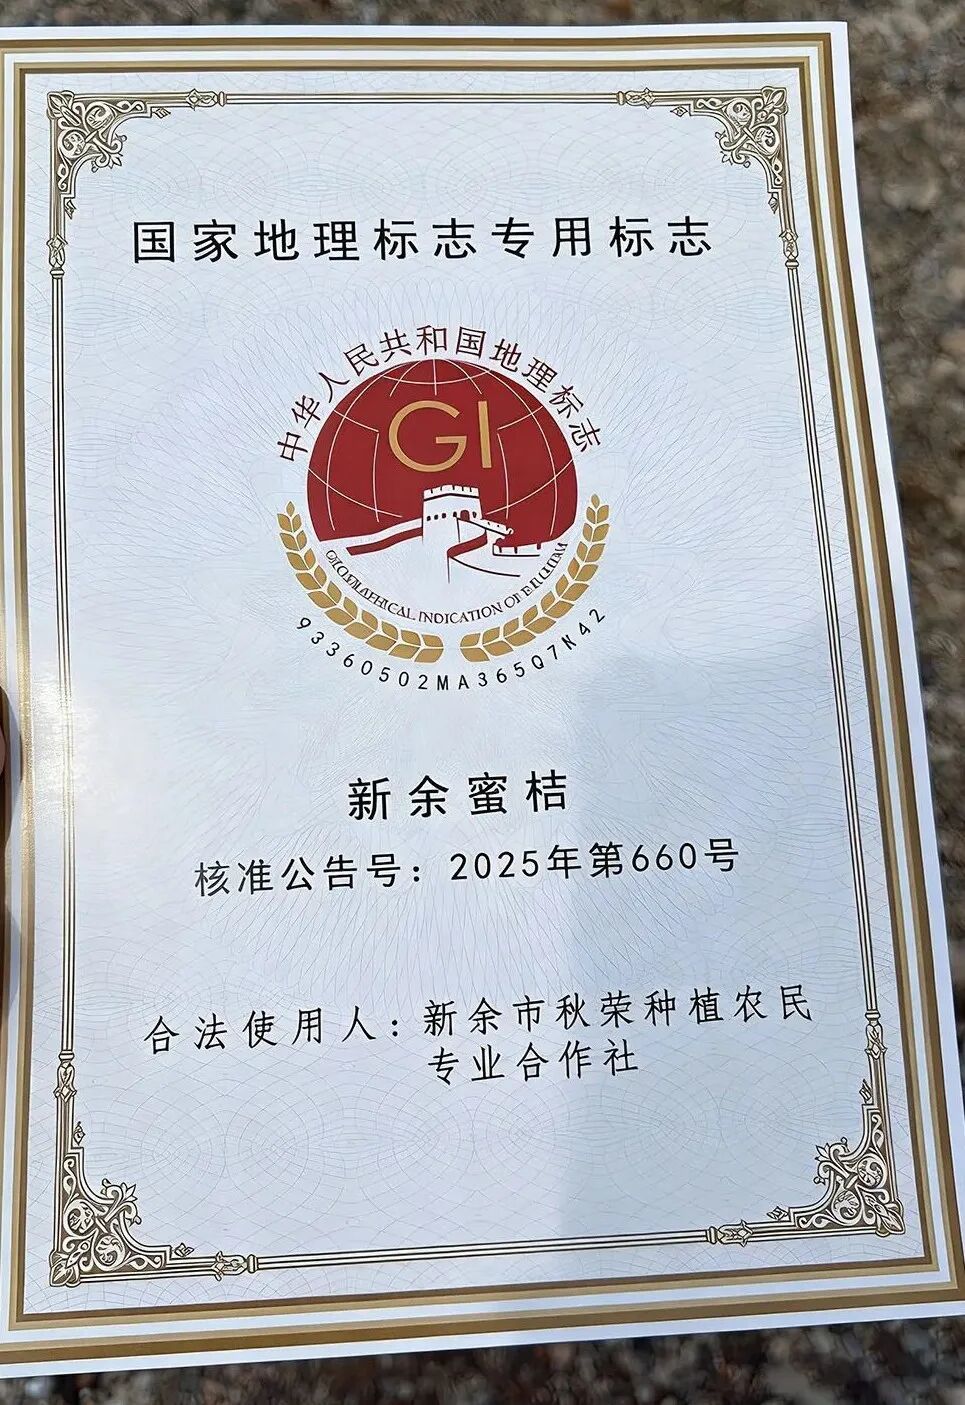 国家地理标志专用标志
中华人民共和国地理标志
GI
INDICATION OF
93360502MA365Q7N42
新余蜜桔
核准公告号：2025年第660号
合法使用人：新余市秋荣种植农民
专业合作社